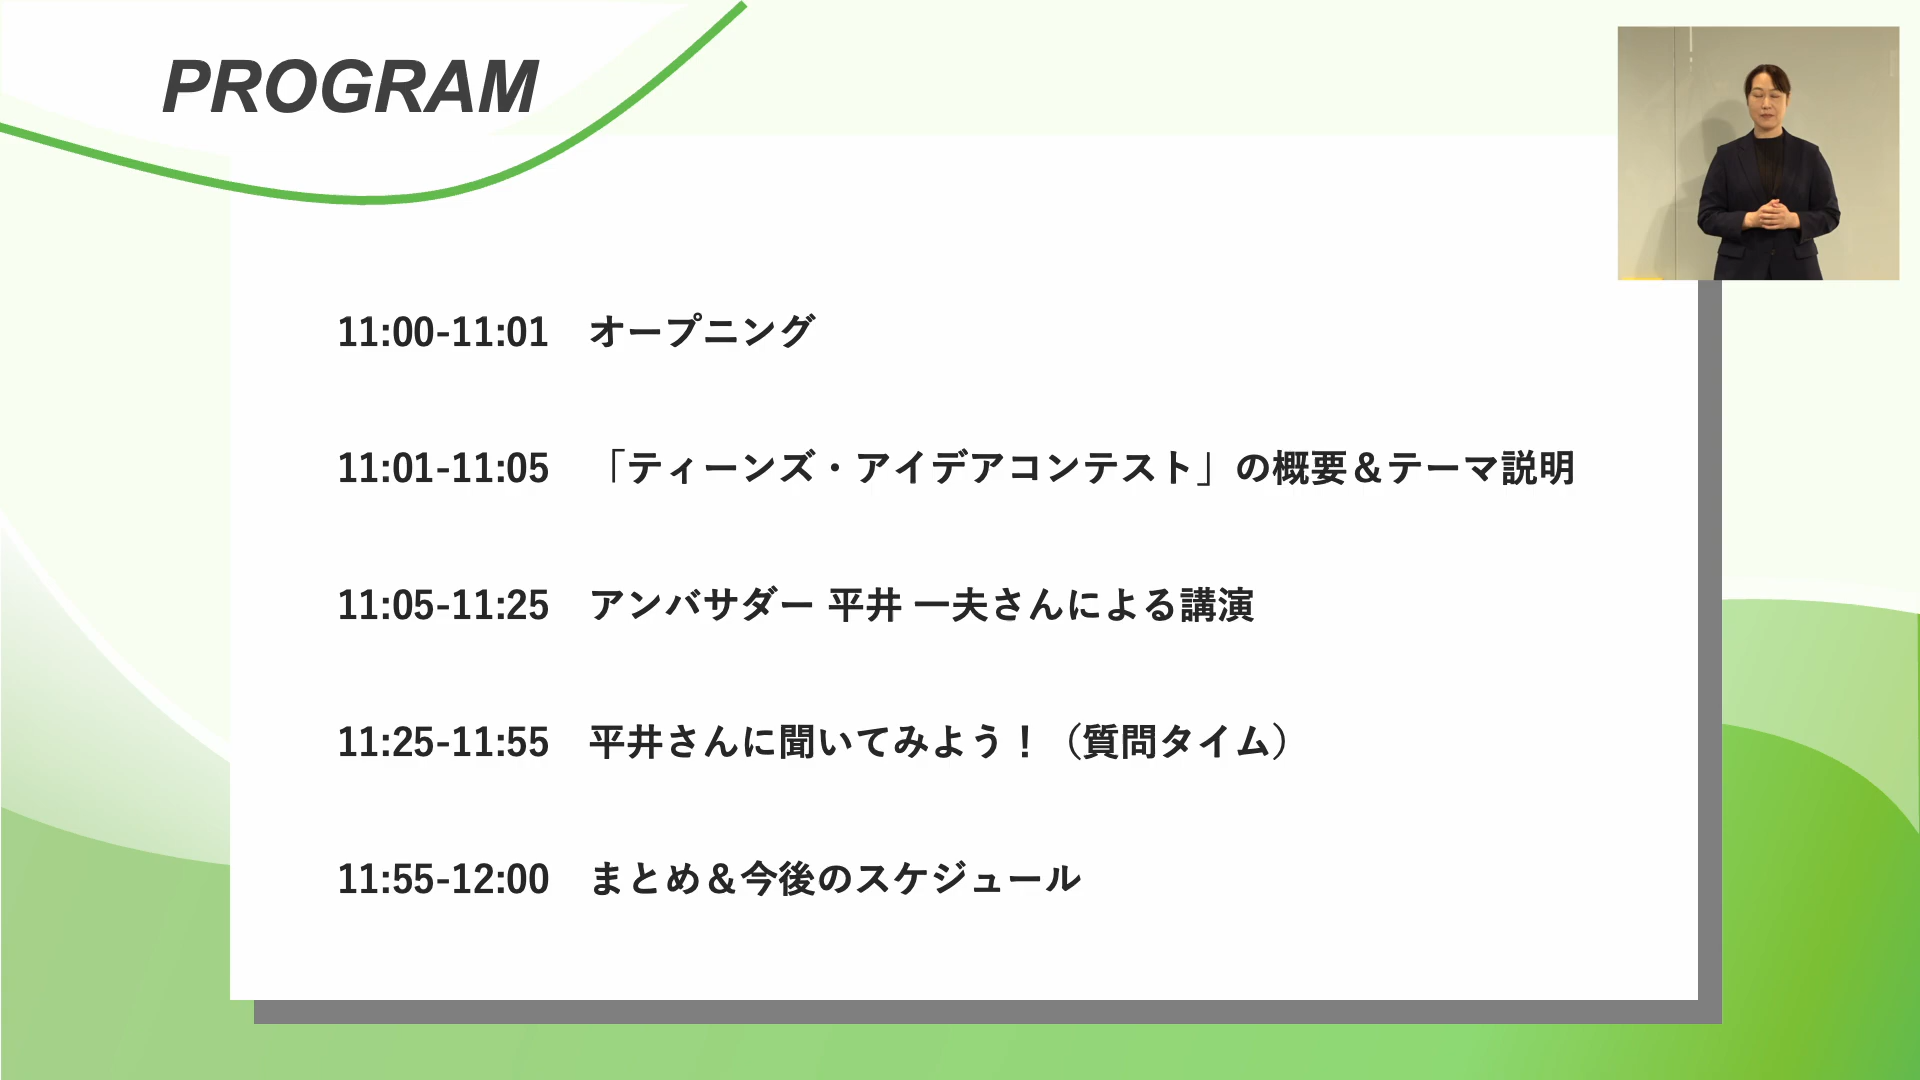 PROGRAM
11:00-11:01　オープニング
11:01-11:05　「ティーンズ・アイデアコンテスト」の概要＆テーマ説明
11:05-11:25　アンバサダー 平井 一夫さんによる講演
11:25-11:55　平井さんに聞いてみよう！（質問タイム）
11:55-12:00　まとめ＆今後のスケジュール